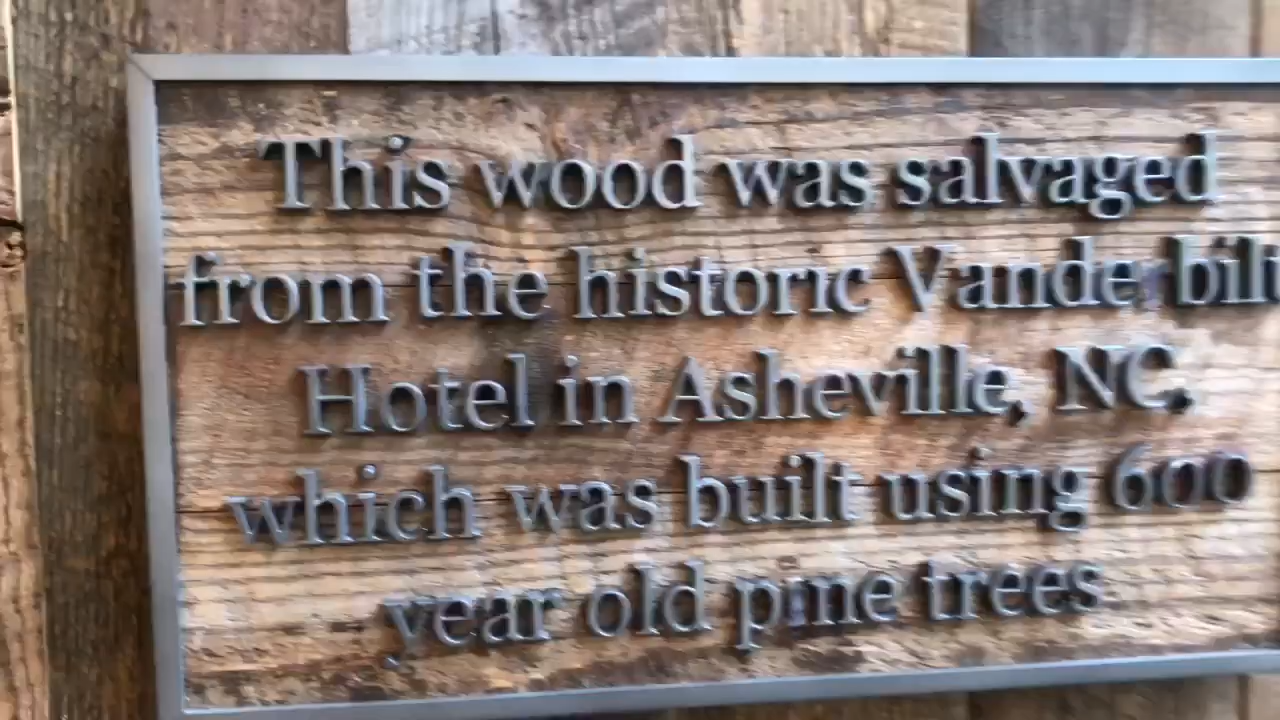 This wood was salvaged
from the historic Vanderbilt
Hotel in Asheville, NC,
which was built using 600
year old pine trees